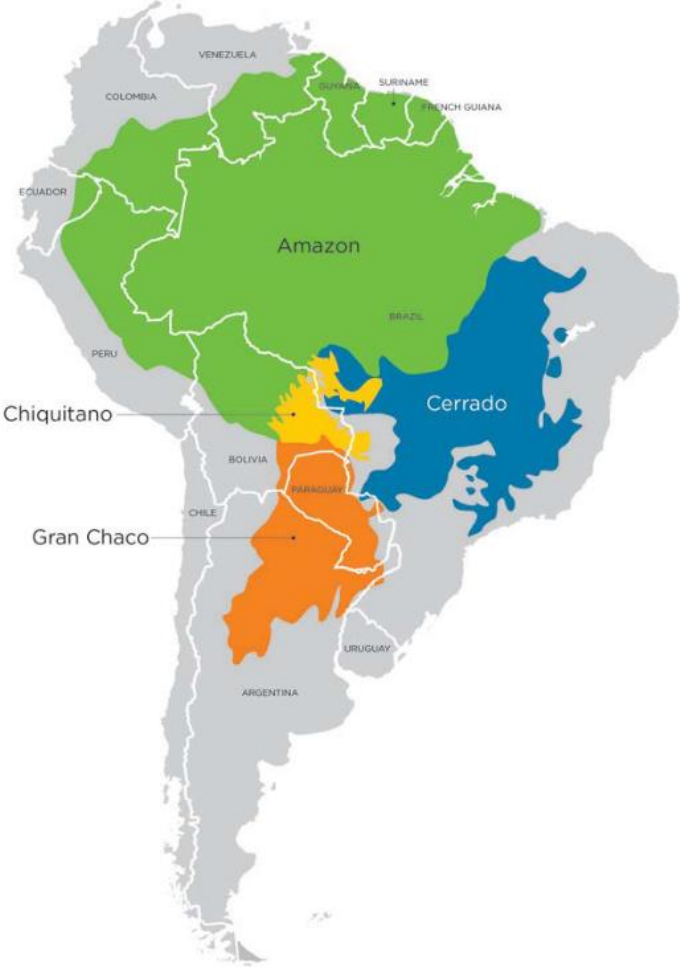 VENEZUELA
SURINAME
GUYANA
COLOMBIA
FRENCH GUIANA
ECUADOR
Amazon
BRAZIL
PERU
Cerrado
Chiquitano
BOLIVIA
PARAGUAY
CHILE
Gran Chaco
URUGUAY
ARGENTINA